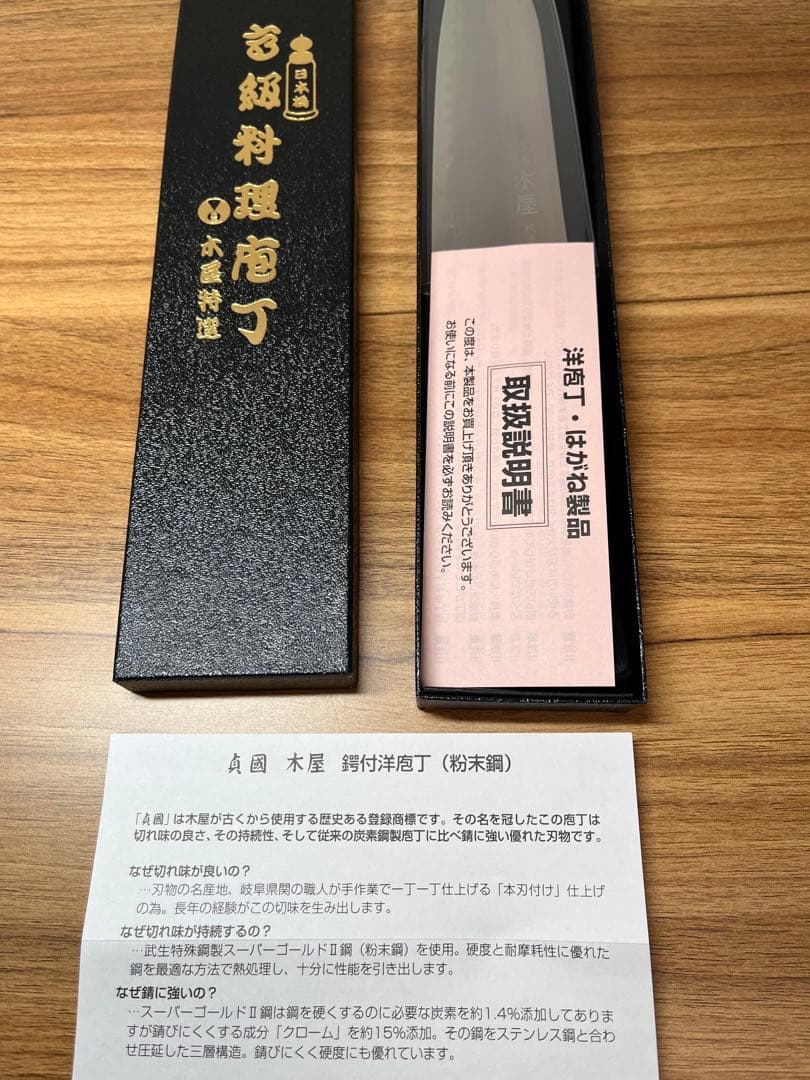 日本橋
高級料理庖丁
木屋特選
木屋
洋庖丁・はがね製品
取扱説明書
この度は、本製品をお買上げ頂きありがとうございます。
お使いになる前にこの説明書を必ずお読みください。
貞國 木屋 鍔付洋庖丁（粉末鋼）
「貞國」は木屋が古くから使用する歴史ある登録商標です。その名を冠したこの庖丁は
切れ味の良さ、その持続性、そして従来の炭素鋼製庖丁に比べ錆に強い優れた刃物です。
なぜ切れ味が良いの？
…刃物の名産地、岐阜県関の職人が手作業で一丁一丁仕上げる「本刃付け」仕上げ
の為。長年の経験がこの切味を生み出します。
なぜ切れ味が持続するの？
…武生特殊鋼製スーパーゴールドⅡ鋼（粉末鋼）を使用。硬度と耐摩耗性に優れた
鋼を最適な方法で熱処理し、十分に性能を引き出します。
なぜ錆に強いの？
…スーパーゴールドⅡ鋼は鋼を硬くするのに必要な炭素を約1.4%添加してありま
すが錆びにくくする成分「クローム」を約15%添加。その鋼をステンレス鋼と合わ
せ圧延した三層構造。錆びにくく硬度にも優れています。